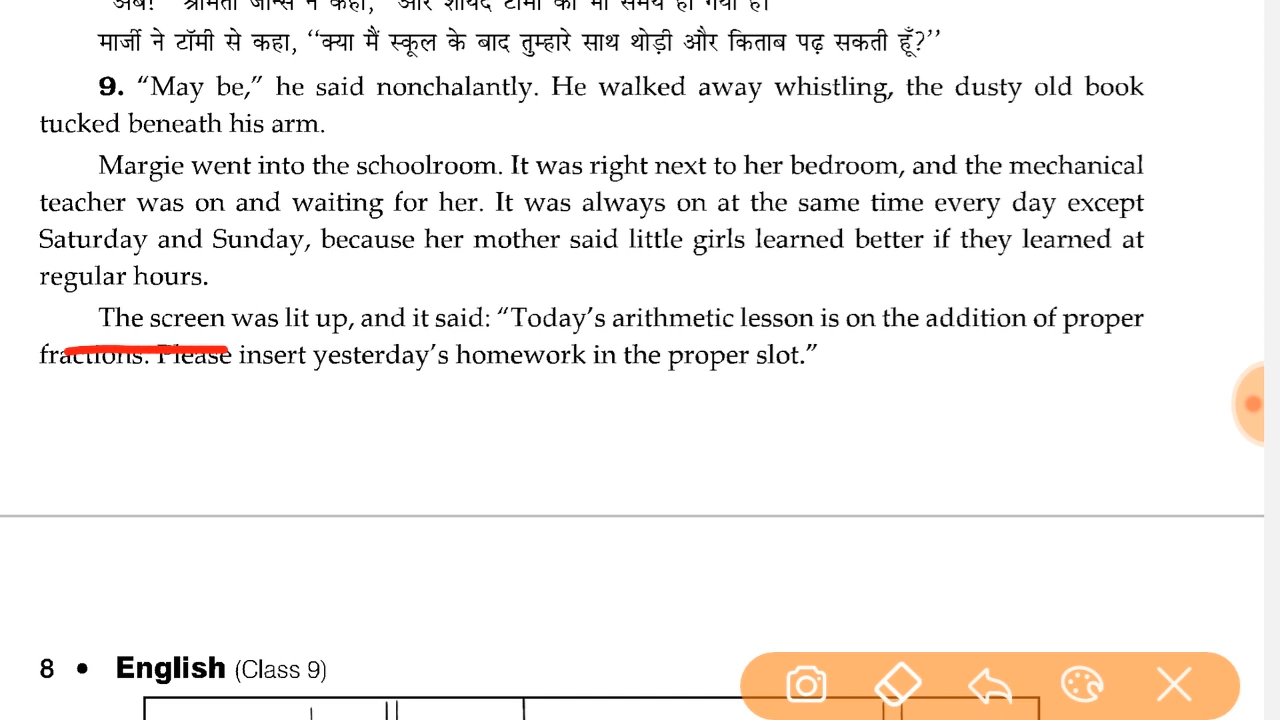 मार्जी ने टॉमी से कहा, ‘‘क्या मैं स्कूल के बाद तुम्हारे साथ थोड़ी और किताब पढ़ सकती हूँ?’’
9. “May be,” he said nonchalantly. He walked away whistling, the dusty old book
tucked beneath his arm.
Margie went into the schoolroom. It was right next to her bedroom, and the mechanical
teacher was on and waiting for her. It was always on at the same time every day except
Saturday and Sunday, because her mother said little girls learned better if they learned at
regular hours.
The screen was lit up, and it said: “Today’s arithmetic lesson is on the addition of proper
fractions. Please insert yesterday’s homework in the proper slot.”
8 • English (Class 9)